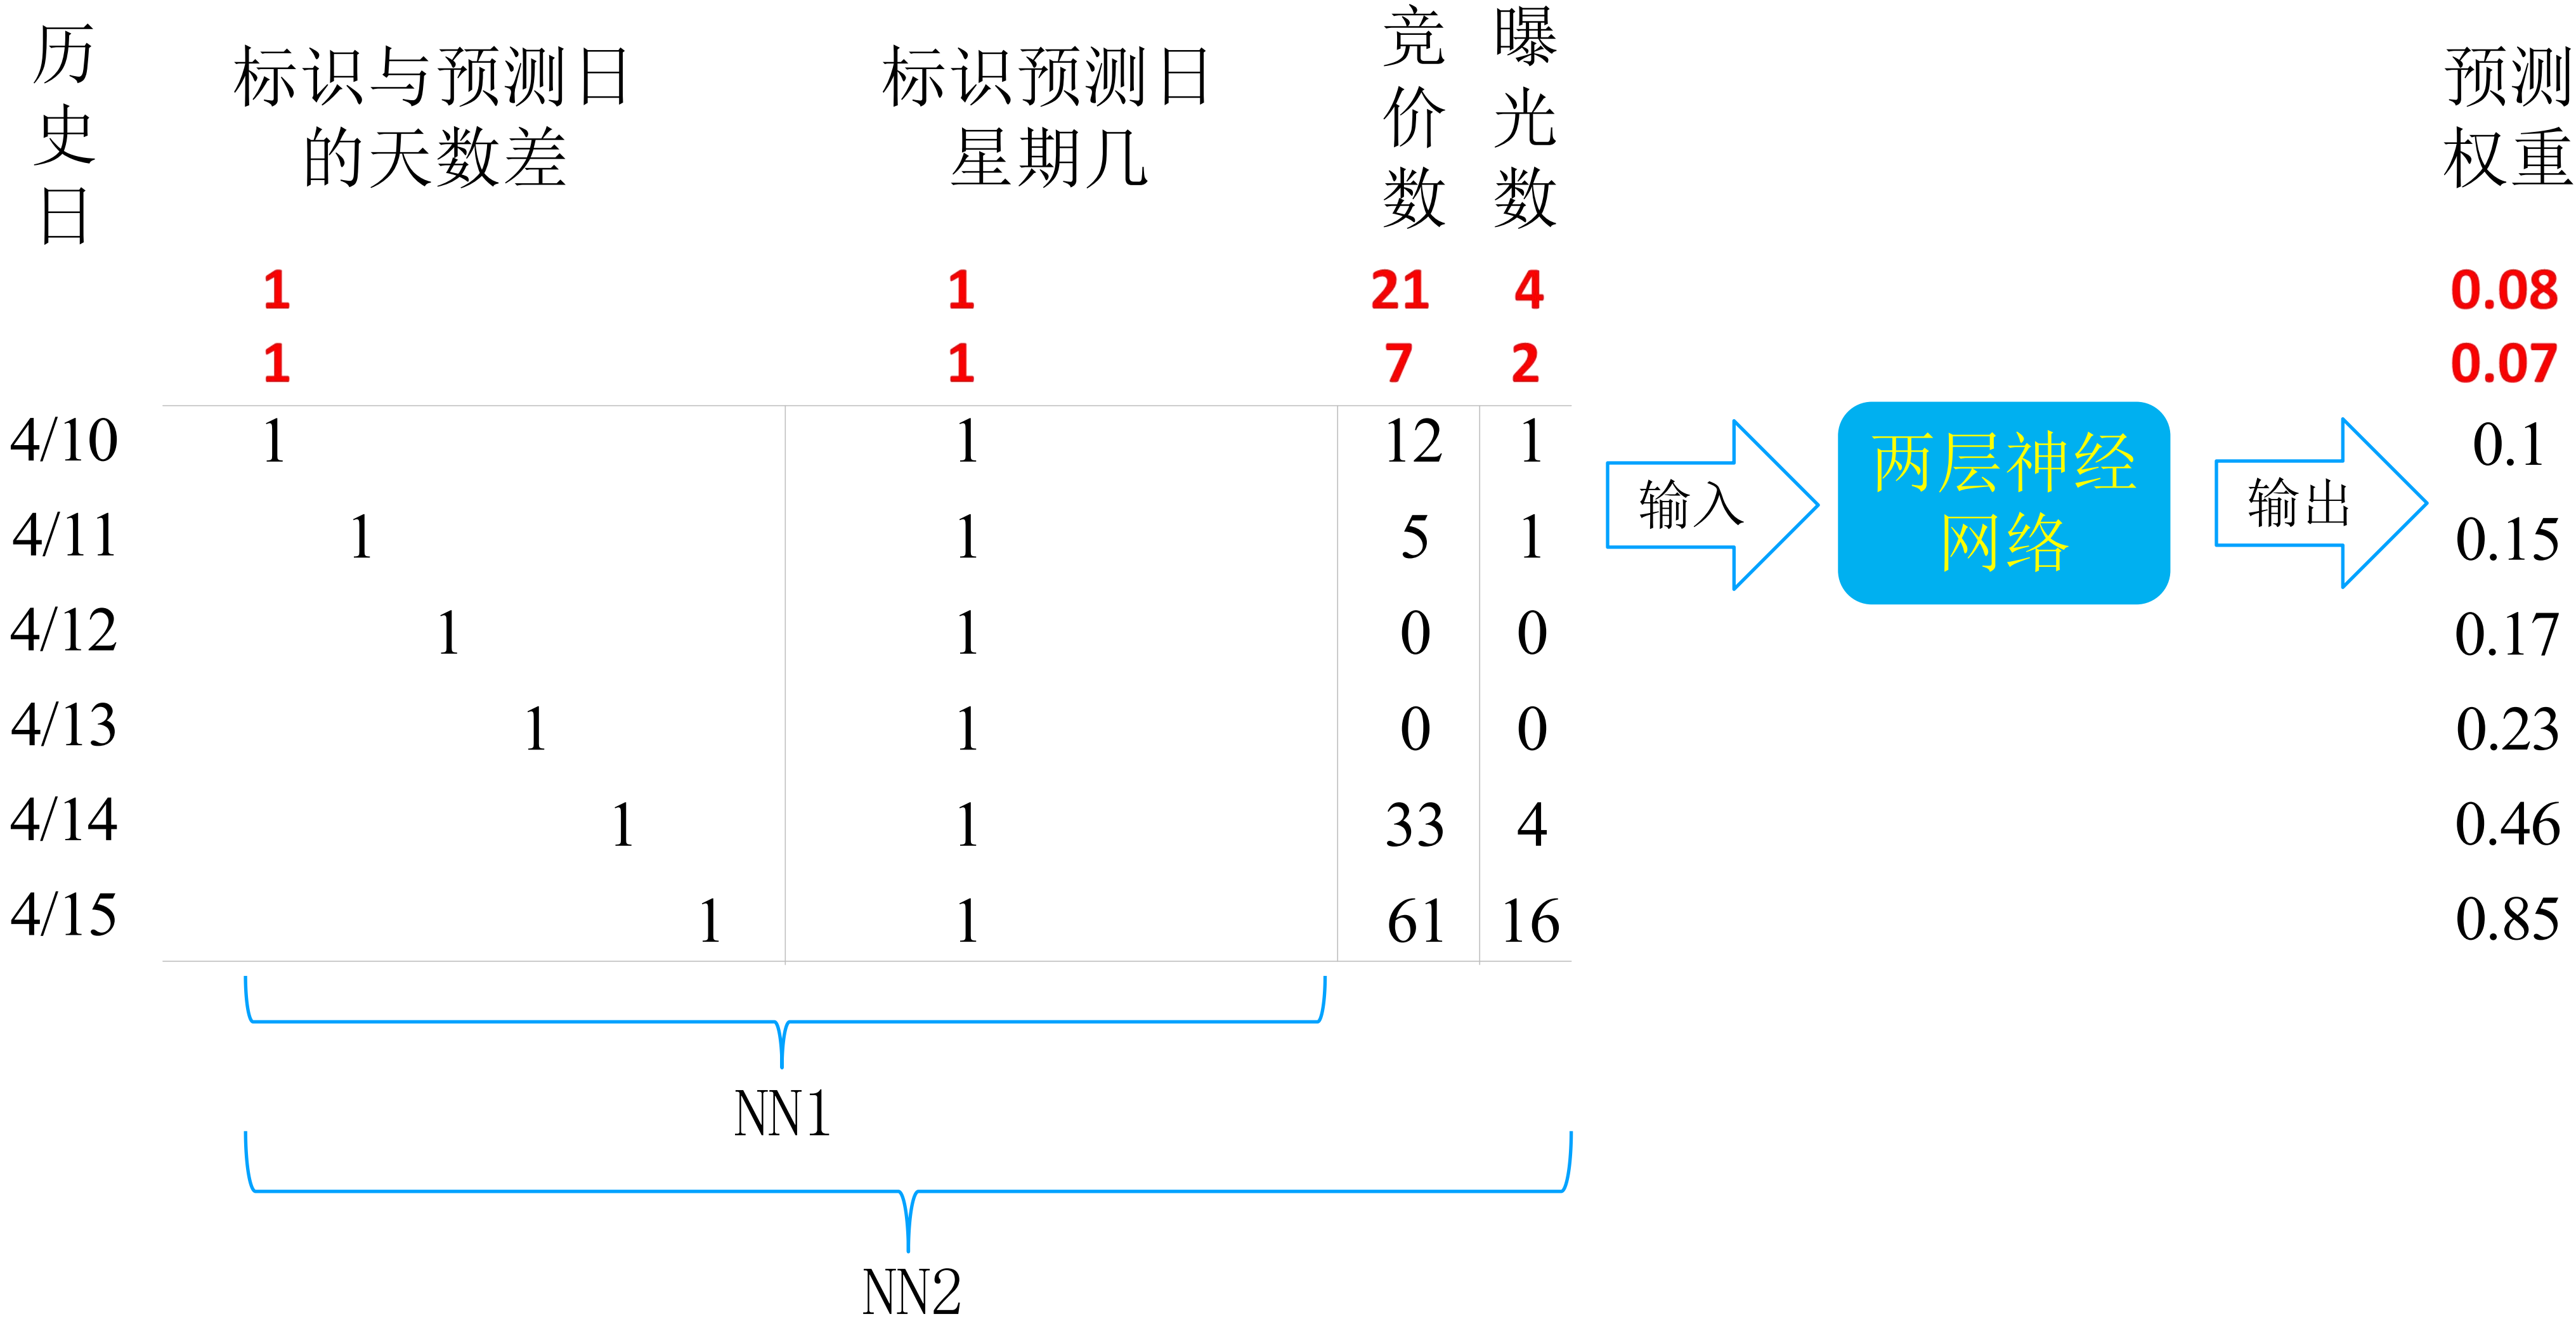 历史日
标识与预测日
的天数差
标识预测日
星期几
竞价数
曝光数
预测
权重
1 1 21 4 0.08
1 1 7 2 0.07
4/10 1 1 12 1 0.1
4/11 1 1 5 1 0.15
4/12 1 1 0 0 0.17
4/13 1 1 0 0 0.23
4/14 1 1 33 4 0.46
4/15 1 1 61 16 0.85
输入
两层神经
网络
输出
NN1
NN2